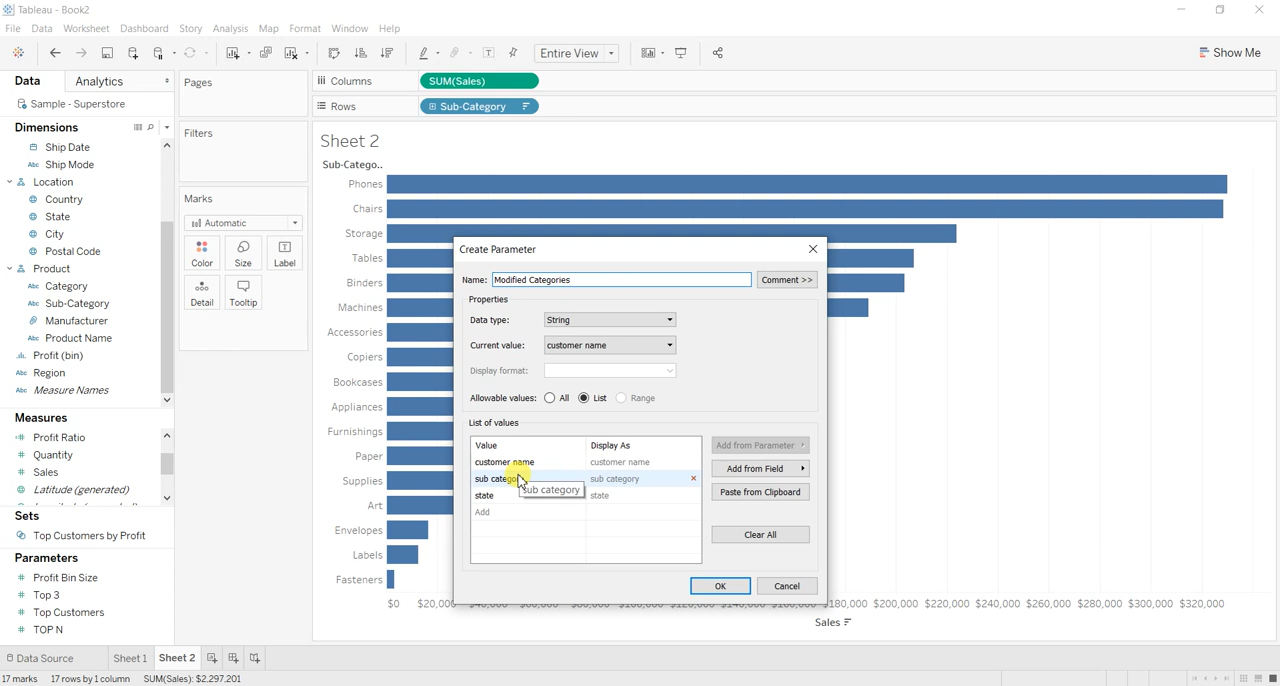 Tableau - Book2
File Data Worksheet Dashboard Story Analysis Map Format Window Help
Entire View
Show Me
Data
Analytics
Sample - Superstore
Dimensions
Ship Date
Abc Ship Mode
Location
Country
State
City
Postal Code
Product
Abc Category
Abc Sub-Category
Manufacturer
Abc Product Name
Profit (bin)
Abc Region
Abc Measure Names
Measures
Profit Ratio
Quantity
Sales
Latitude (generated)
Sets
Top Customers by Profit
Parameters
Profit Bin Size
Top 3
Top Customers
TOP N
Pages
Filters
Marks
Automatic
Color
Size
Label
Detail
Tooltip
Columns
SUM(Sales)
Rows
Sub-Category
Sheet 2
Sub-Catego..
Phones
Chairs
Storage
Tables
Binders
Machines
Accessories
Copiers
Bookcases
Appliances
Furnishings
Paper
Supplies
Art
Envelopes
Labels
Fasteners
$0 $180,000 $200,000 $220,000 $240,000 $260,000 $280,000 $300,000 $320,000
Sales
Create Parameter
Name: Modified Categories
Comment >>
Properties
Data type: String
Current value: customer name
Display format:
Allowable values: All List Range
List of values
Value Display As
customer name customer name
sub category
state state
Add
sub category
Add from Parameter
Add from Field
Paste from Clipboard
Clear All
OK
Cancel
Data Source
Sheet 1
Sheet 2
17 marks 17 rows by 1 column SUM(Sales): $2,297,201